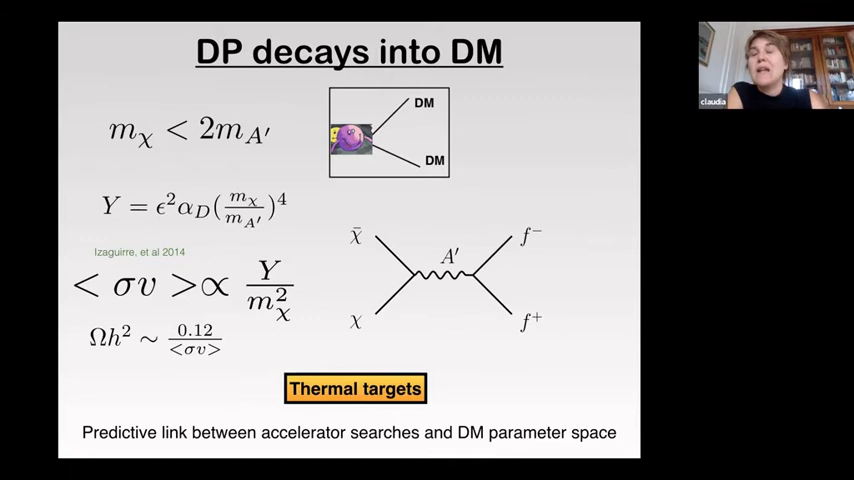 DP decays into DM
m_χ < 2m_A′
DM
DM
Y = ϵ²α_D(m_χ/m_A′)⁴
Izaguirre, et al 2014
< σv >∝ Y/m_χ²
Ωh² ∼ 0.12/<σv>
χ̄
A′
f⁻
χ
f⁺
Thermal targets
Predictive link between accelerator searches and DM parameter space
claudia